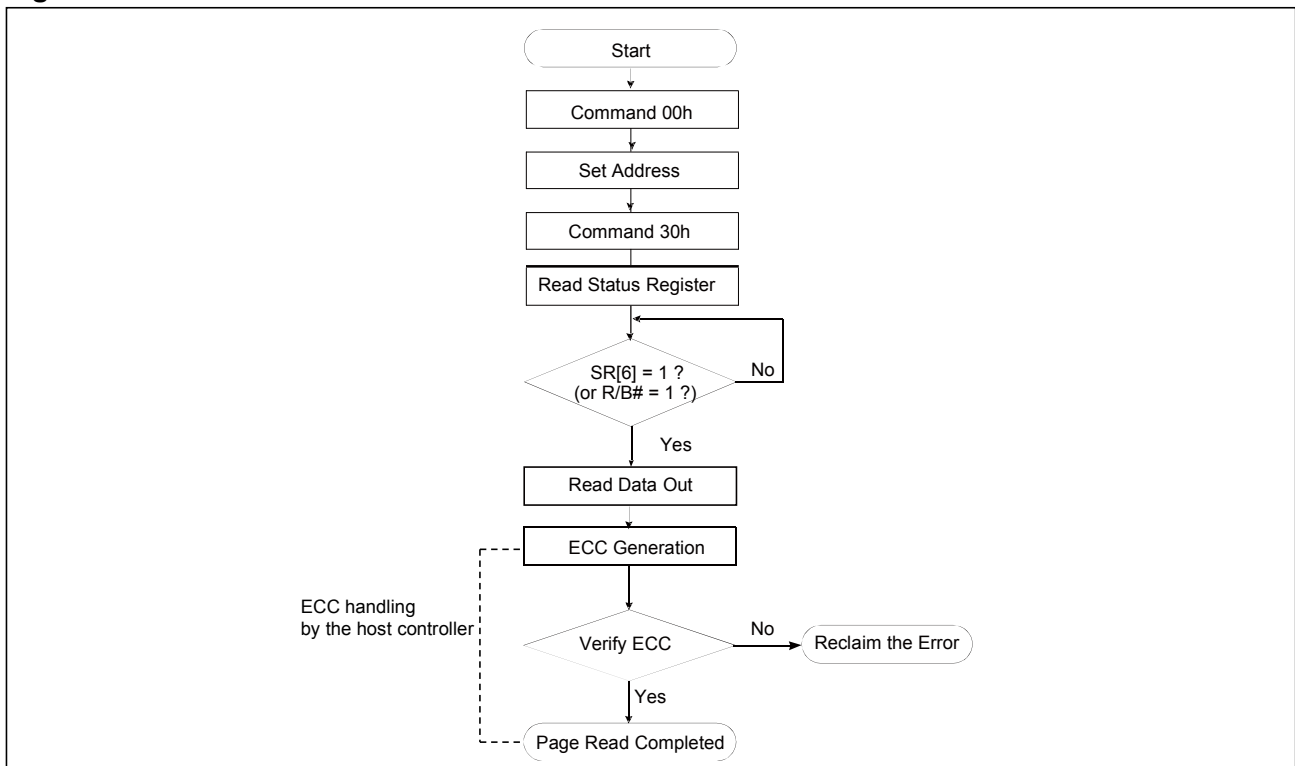 Start
Command 00h
Set Address
Command 30h
Read Status Register
SR[6] = 1 ?
(or R/B# = 1 ?)
No
Yes
Read Data Out
ECC Generation
ECC handling
by the host controller
Verify ECC
No
Reclaim the Error
Yes
Page Read Completed